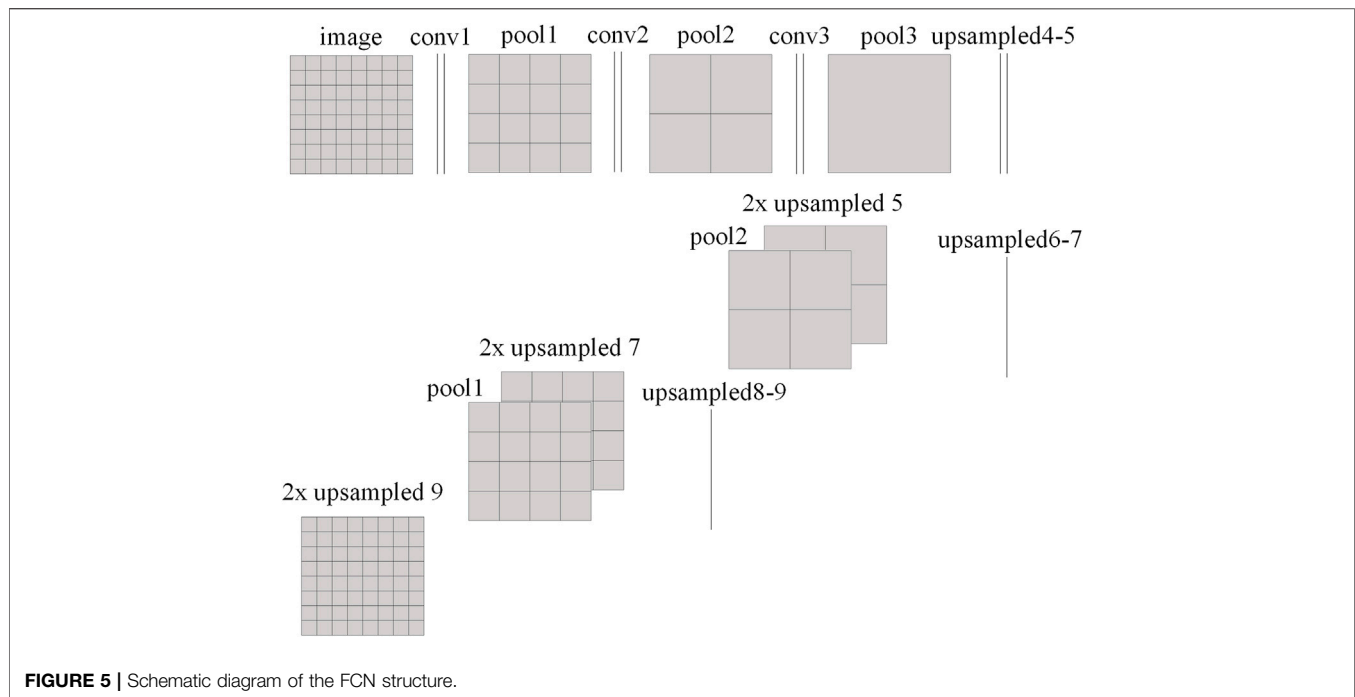 image conv1 pool1 conv2 pool2 conv3 pool3 upsampled4-5
2x upsampled 5
pool2
upsampled6-7
2x upsampled 7
pool1
upsampled8-9
2x upsampled 9
FIGURE 5 | Schematic diagram of the FCN structure.